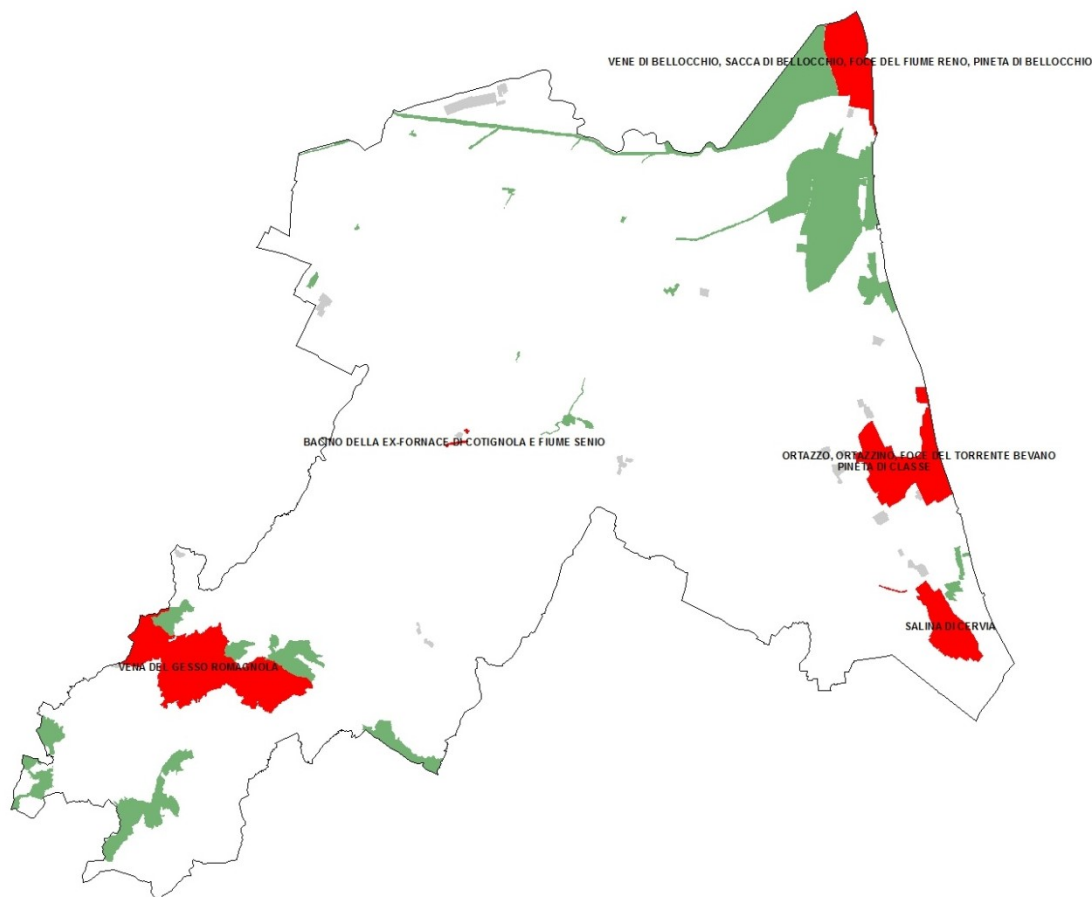 VENE DI BELLOCCHIO, SACCA DI BELLOCCHIO, FOCE DEL FIUME RENO, PINETA DI BELLOCCHIO
BACINO DELLA EX-FORNACE DI COTIGNOLA E FIUME SENIO
ORTAZZO, ORTAZZINO, FOCE DEL TORRENTE BEVANO
PINETA DI CLASSE
SALINA DI CERVIA
VENA DEL GESSO ROMAGNOLA